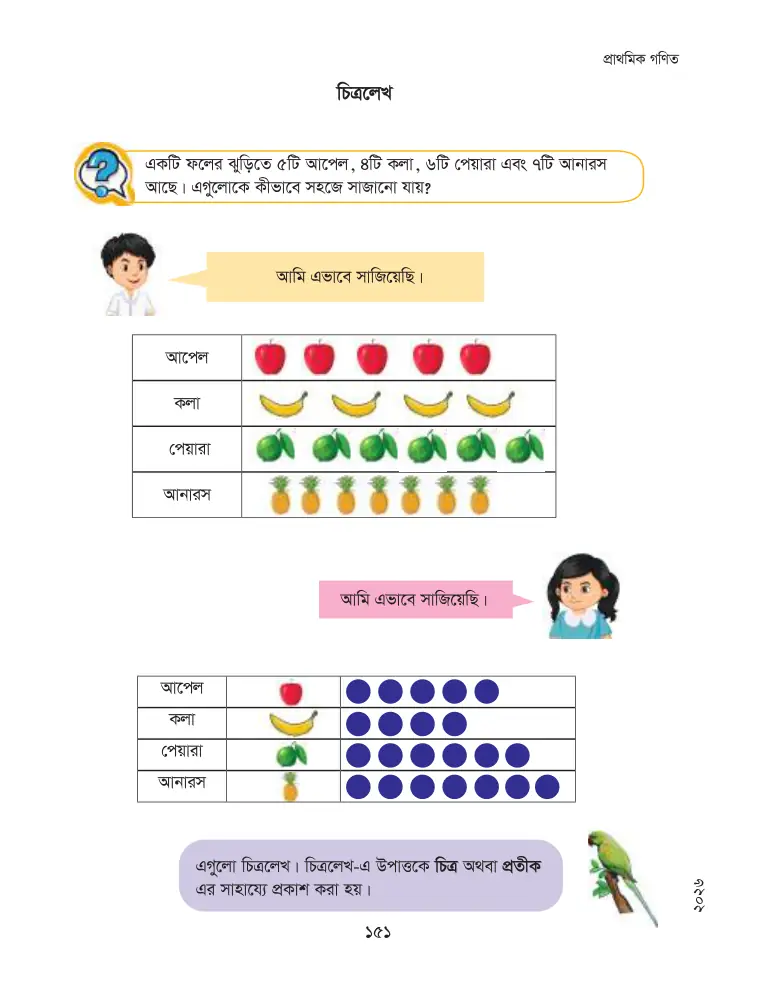 প্রাথমিক গণিত
চিত্রলেখ
একটি ফলের ঝুড়িতে ৫টি আপেল, ৪টি কলা, ৬টি পেয়ারা এবং ৭টি আনারস
আছে। এগুলোকে কীভাবে সহজে সাজানো যায়?
আমি এভাবে সাজিয়েছি।
আপেল
কলা
পেয়ারা
আনারস
আমি এভাবে সাজিয়েছি।
আপেল
কলা
পেয়ারা
আনারস
এগুলো চিত্রলেখ। চিত্রলেখ-এ উপাত্তকে চিত্র অথবা প্রতীক
এর সাহায্যে প্রকাশ করা হয়।
২০২৬
১৫১